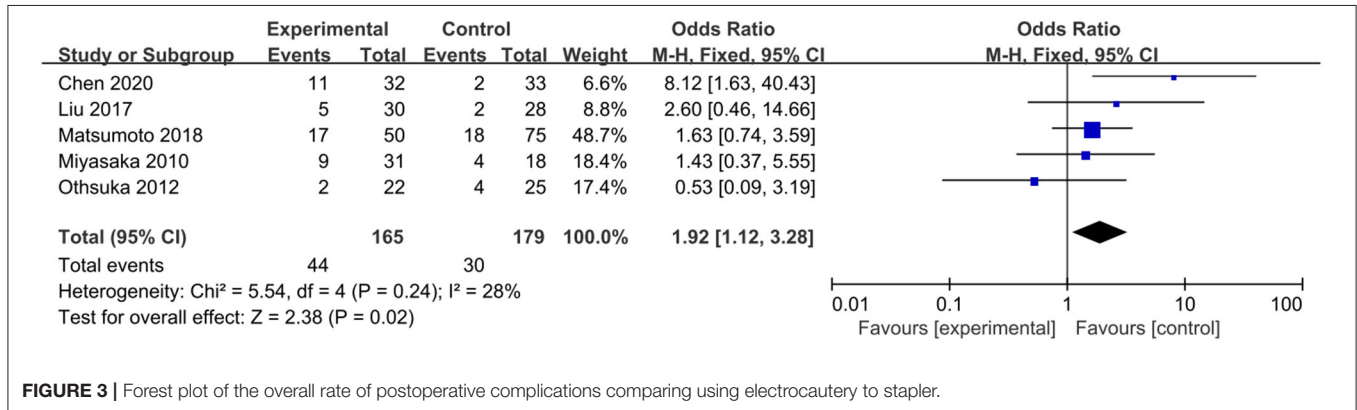 Experimental Control Odds Ratio Odds Ratio
Study or Subgroup Events Total Events Total Weight M-H, Fixed, 95% CI M-H, Fixed, 95% CI
Chen 2020 11 32 2 33 6.6% 8.12 [1.63, 40.43]
Liu 2017 5 30 2 28 8.8% 2.60 [0.46, 14.66]
Matsumoto 2018 17 50 18 75 48.7% 1.63 [0.74, 3.59]
Miyasaka 2010 9 31 4 18 18.4% 1.43 [0.37, 5.55]
Othsuka 2012 2 22 4 25 17.4% 0.53 [0.09, 3.19]
Total (95% CI) 165 179 100.0% 1.92 [1.12, 3.28]
Total events 44 30
Heterogeneity: Chi² = 5.54, df = 4 (P = 0.24); I² = 28%
Test for overall effect: Z = 2.38 (P = 0.02)
0.01 0.1 1 10 100
Favours [experimental] Favours [control]
FIGURE 3 | Forest plot of the overall rate of postoperative complications comparing using electrocautery to stapler.